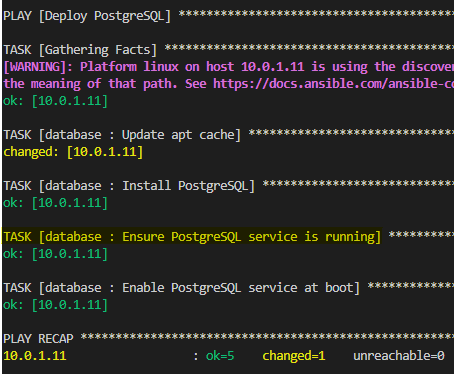 PLAY [Deploy PostgreSQL] **************************************
TASK [Gathering Facts] ****************************************
[WARNING]: Platform linux on host 10.0.1.11 is using the discover
the meaning of that path. See https://docs.ansible.com/ansible-co
ok: [10.0.1.11]
TASK [database : Update apt cache] ****************************
changed: [10.0.1.11]
TASK [database : Install PostgreSQL] **************************
ok: [10.0.1.11]
TASK [database : Ensure PostgreSQL service is running] *********
ok: [10.0.1.11]
TASK [database : Enable PostgreSQL service at boot] ************
ok: [10.0.1.11]
PLAY RECAP ****************************************************
10.0.1.11 : ok=5 changed=1 unreachable=0